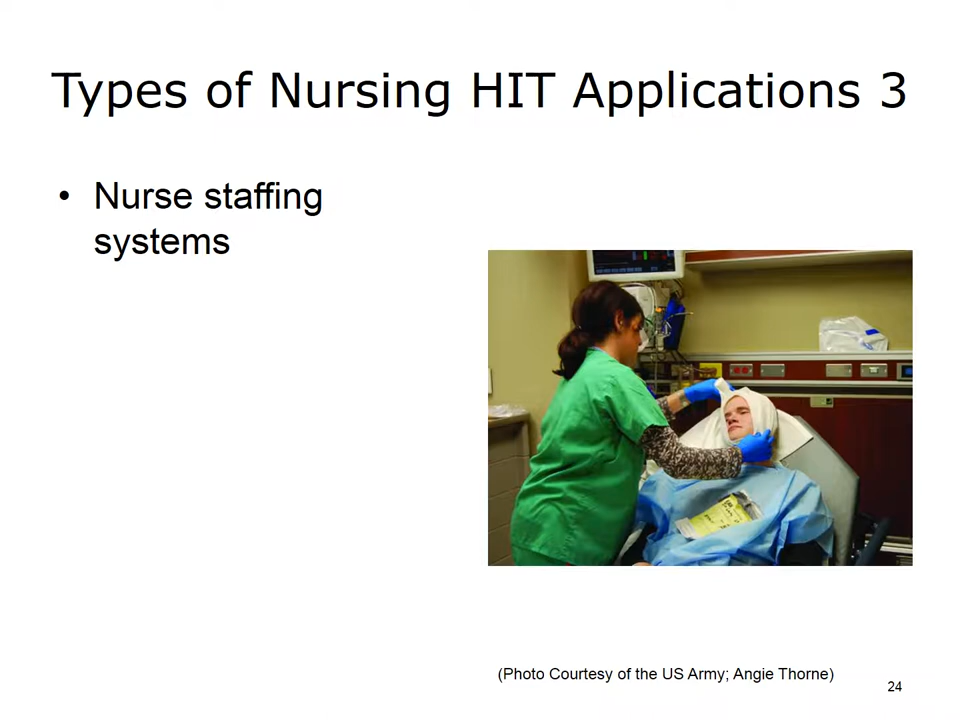 Types of Nursing HIT Applications 3
• Nurse staffing
systems
(Photo Courtesy of the US Army; Angie Thorne)
24